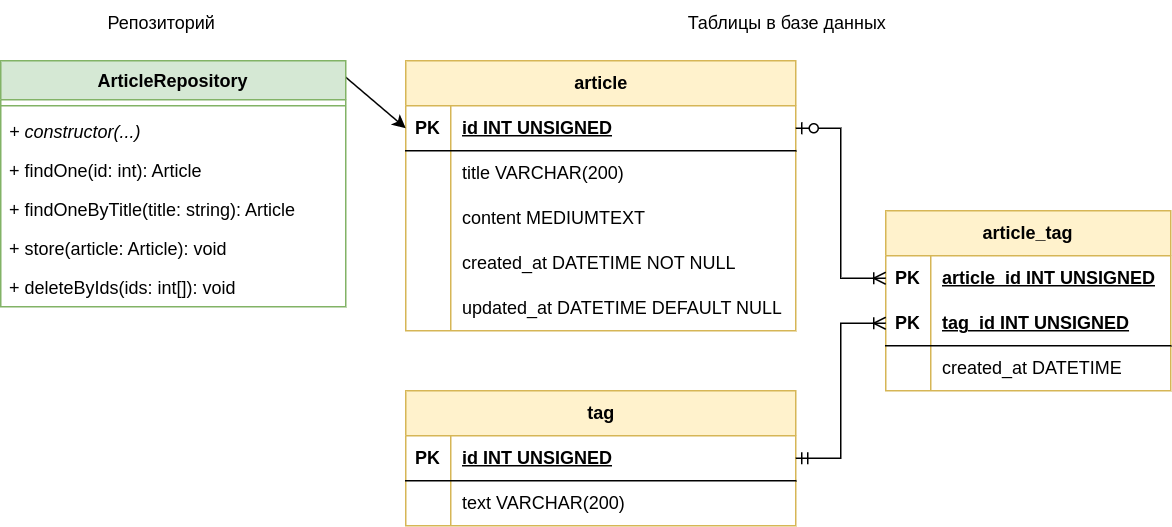 Репозиторий
Таблицы в базе данных
ArticleRepository
+ constructor(...)
+ findOne(id: int): Article
+ findOneByTitle(title: string): Article
+ store(article: Article): void
+ deleteByIds(ids: int[]): void
article
PK id INT UNSIGNED
title VARCHAR(200)
content MEDIUMTEXT
created_at DATETIME NOT NULL
updated_at DATETIME DEFAULT NULL
article_tag
PK article_id INT UNSIGNED
PK tag_id INT UNSIGNED
created_at DATETIME
tag
PK id INT UNSIGNED
text VARCHAR(200)